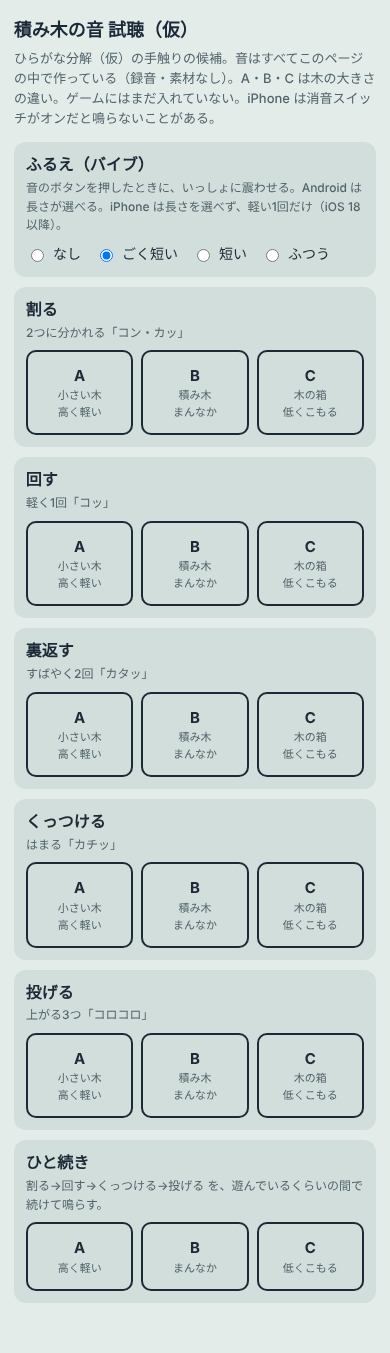 積み木の音 試聴（仮）
ひらがな分解（仮）の手触りの候補。音はすべてこのページ
の中で作っている（録音・素材なし）。A・B・C は木の大きさ
の違い。ゲームにはまだ入れていない。iPhone は消音スイッ
チがオンだと鳴らないことがある。
ふるえ（バイブ）
音のボタンを押したときに、いっしょに震わせる。Android は
長さが選べる。iPhone は長さを選べず、軽い1回だけ（iOS 18
以降）。
なし ごく短い 短い ふつう
割る
2つに分かれる「コン・カッ」
A B C
小さい木 積み木 木の箱
高く軽い まんなか 低くこもる
回す
軽く1回「コッ」
A B C
小さい木 積み木 木の箱
高く軽い まんなか 低くこもる
裏返す
すばやく2回「カタッ」
A B C
小さい木 積み木 木の箱
高く軽い まんなか 低くこもる
くっつける
はまる「カチッ」
A B C
小さい木 積み木 木の箱
高く軽い まんなか 低くこもる
投げる
上がる3つ「コロコロ」
A B C
小さい木 積み木 木の箱
高く軽い まんなか 低くこもる
ひと続き
割る→回す→くっつける→投げる を、遊んでいるくらいの間で
続けて鳴らす。
A B C
高く軽い まんなか 低くこもる